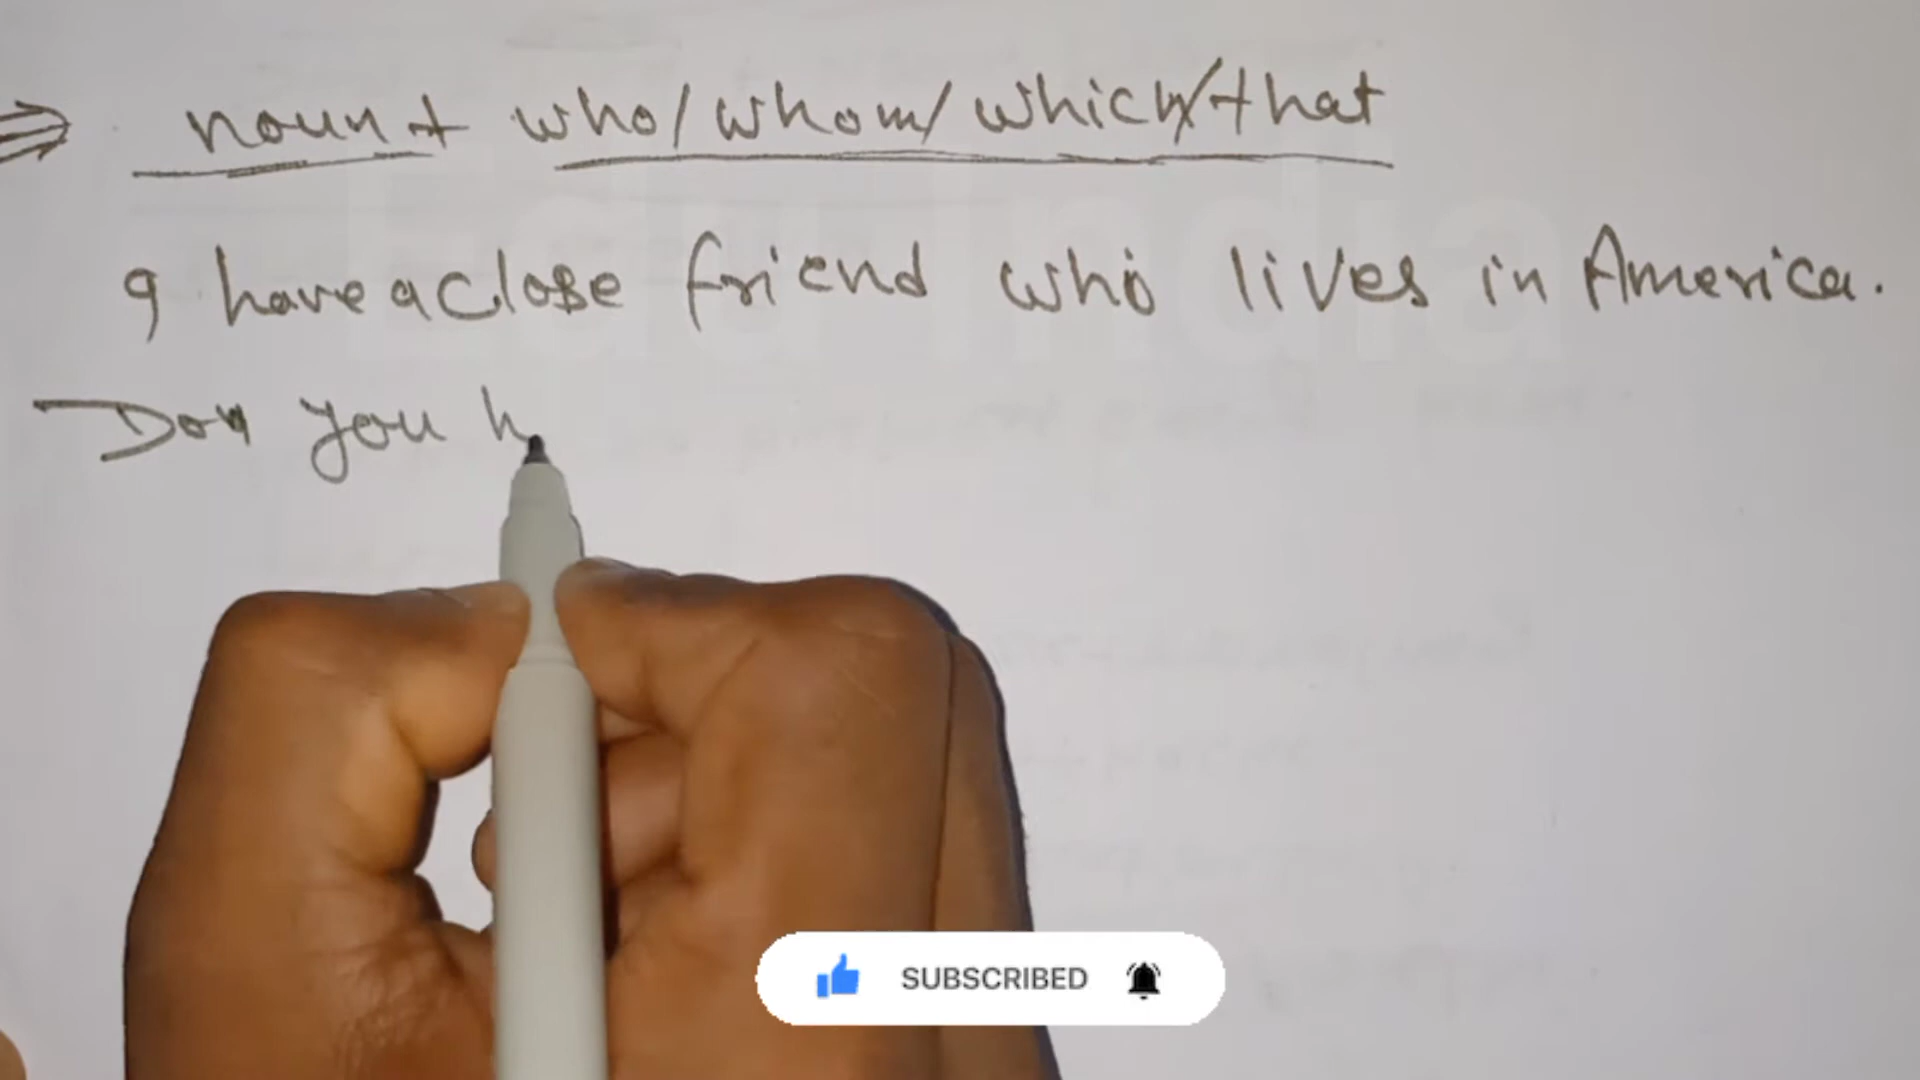 noun + who/whom/which/that
I have a close friend who lives in America.
Do you h
SUBSCRIBED